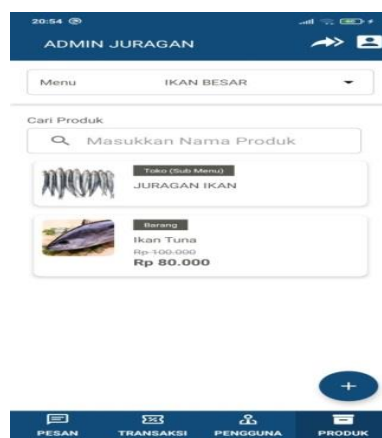 20:54
ADMIN JURAGAN
Menu IKAN BESAR
Cari Produk
Masukkan Nama Produk
Toko (Sub Menu)
JURAGAN IKAN
Barang
Ikan Tuna
Rp 100.000
Rp 80.000
+
PESAN TRANSAKSI PENGGUNA PRODUK